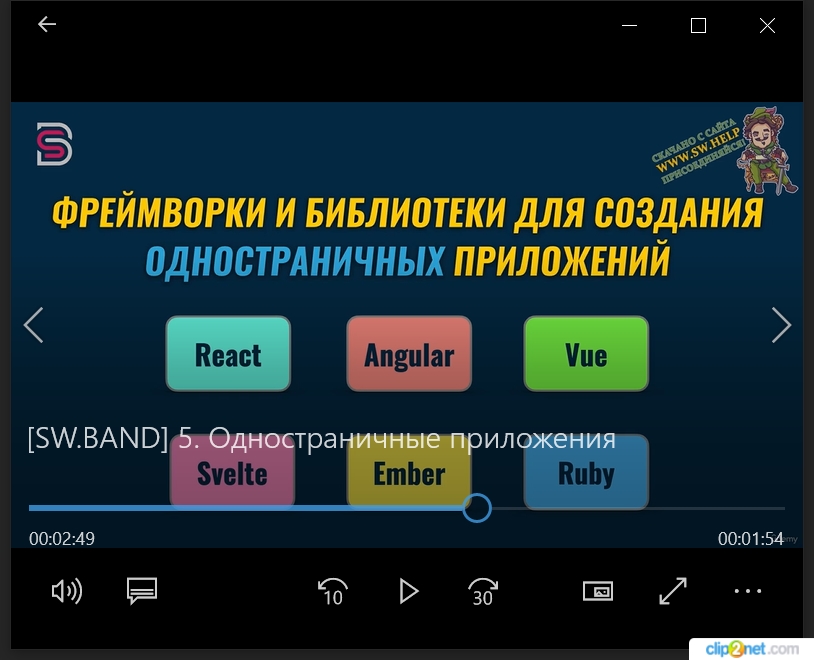 СКАЧАНО С САЙТА
WWW.SW.HELP
ПРИСОЕДИНЯЙСЯ!
ФРЕЙМВОРКИ И БИБЛИОТЕКИ ДЛЯ СОЗДАНИЯ
ОДНОСТРАНИЧНЫХ ПРИЛОЖЕНИЙ
React Angular Vue
[SW.BAND] 5. Одностраничные приложения
Svelte Ember Ruby
00:02:49 00:01:54
10 30
clip2net.com